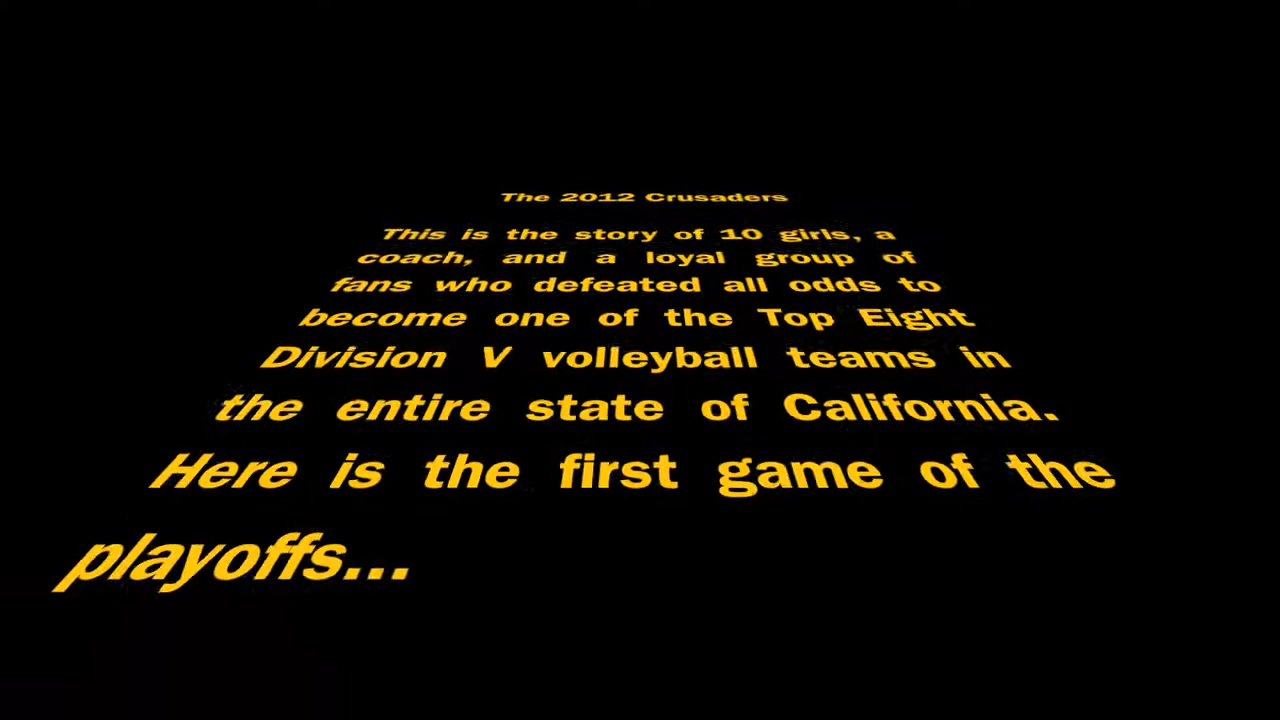 The 2012 Crusaders
This is the story of 10 girls, a
coach, and a loyal group of
fans who defeated all odds to
become one of the Top Eight
Division V volleyball teams in
the entire state of California.
Here is the first game of the
playoffs...